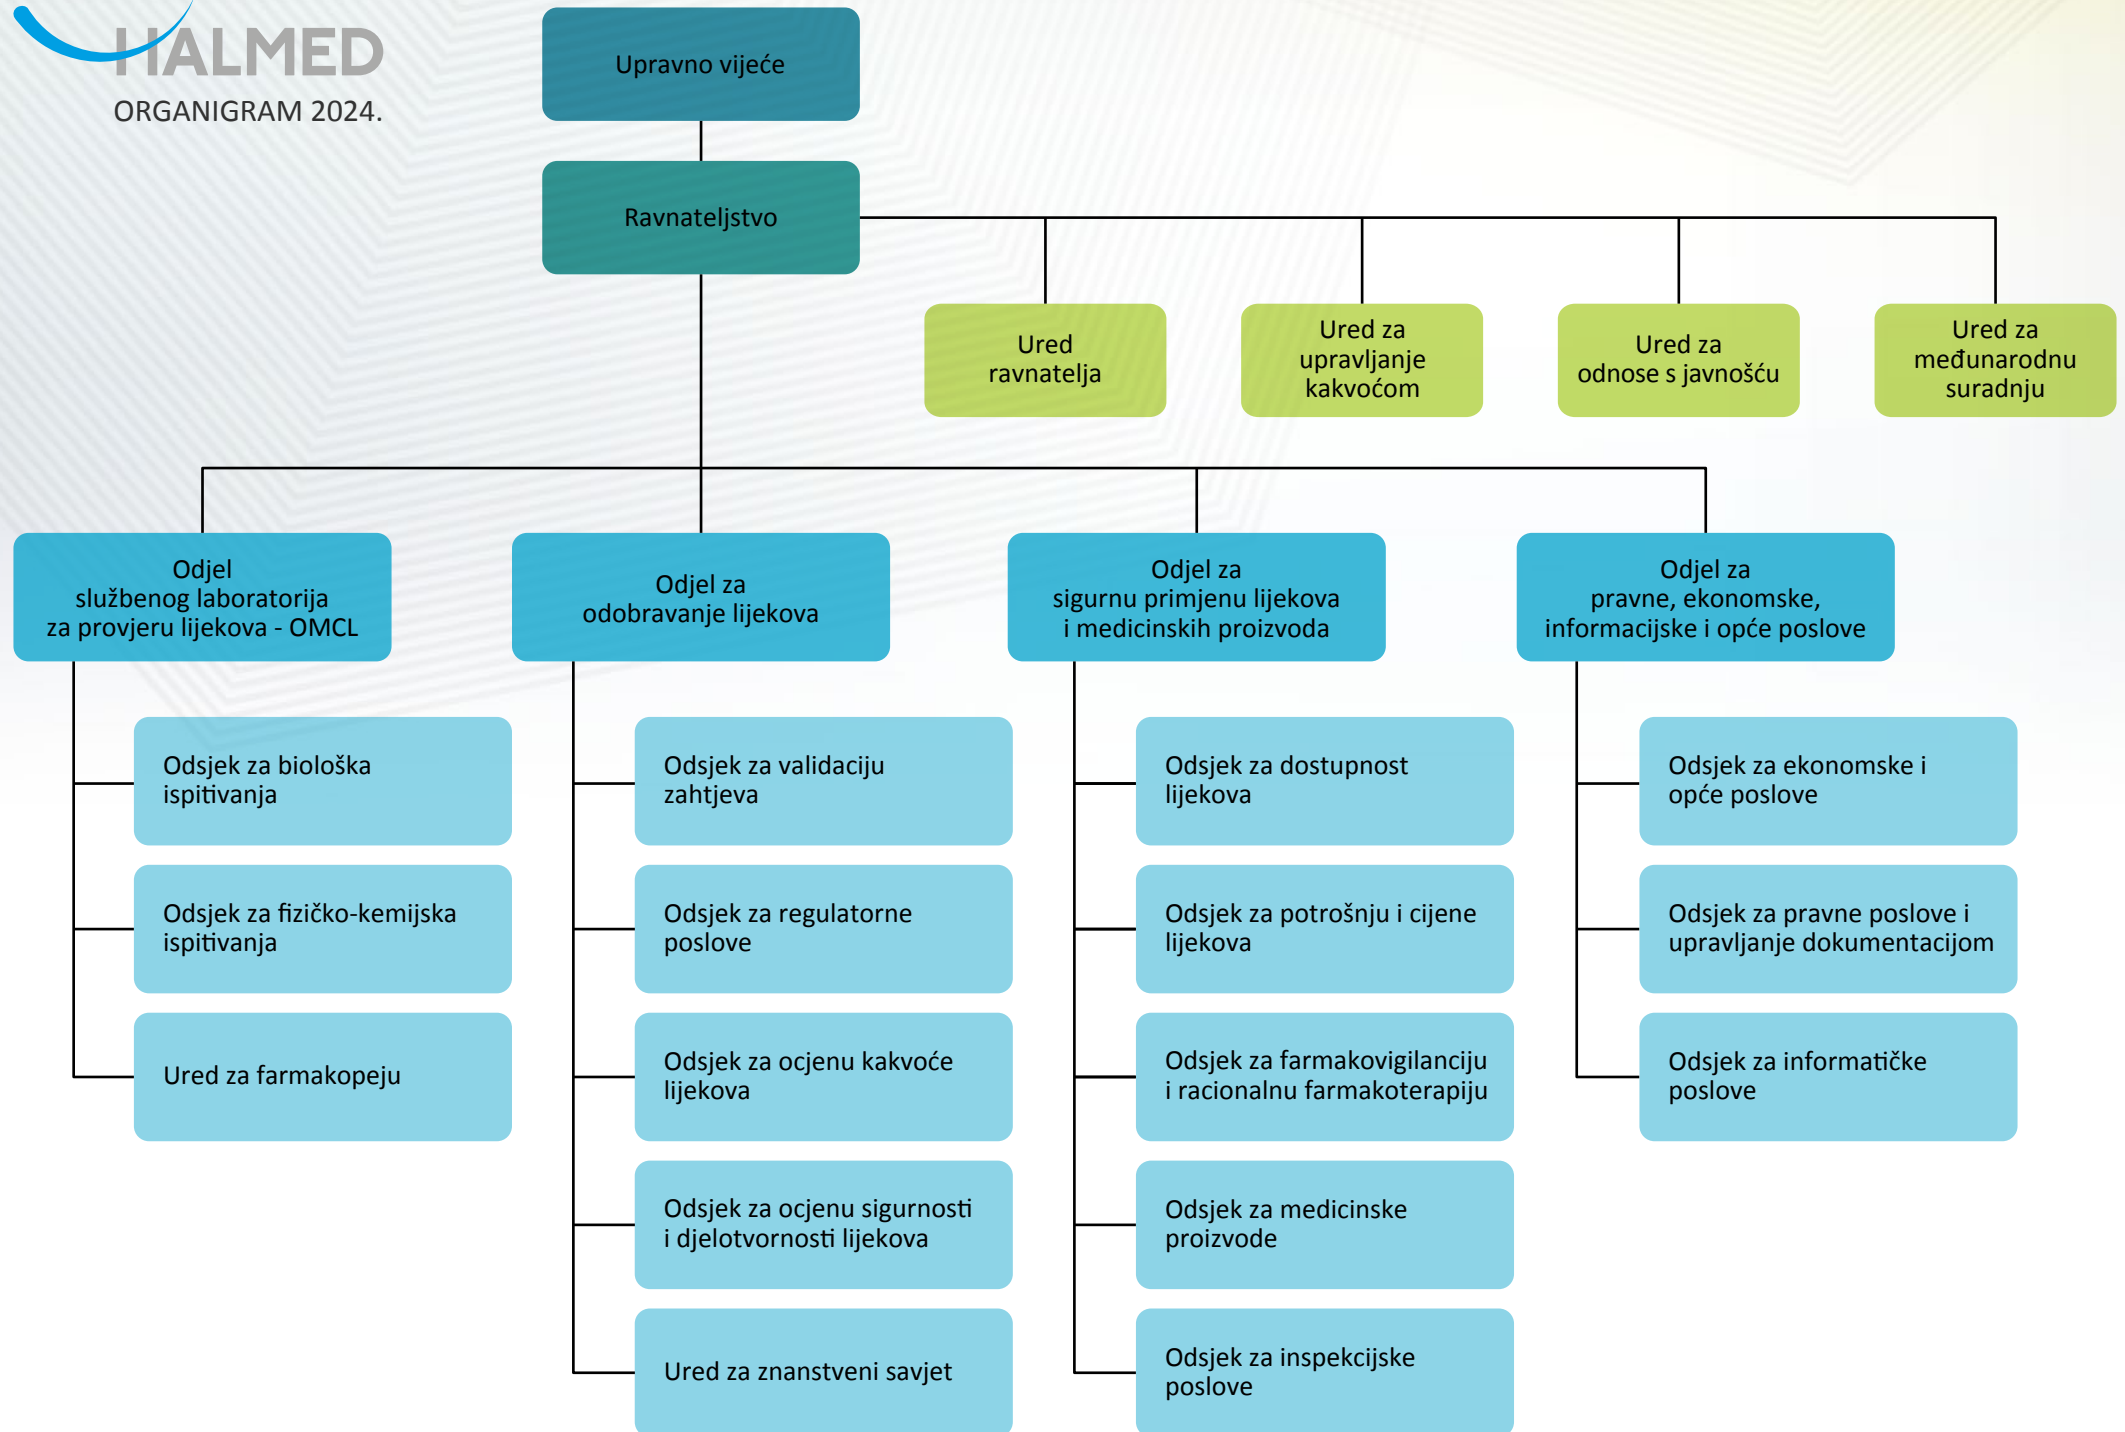 HALMED
ORGANIGRAM 2024.
Upravno vijeće
Ravnateljstvo
Ured
ravnatelja
Ured za
upravljanje
kakvoćom
Ured za
odnose s javnošću
Ured za
međunarodnu
suradnju
Odjel
službenog laboratorija
za provjeru lijekova - OMCL
Odjel za
odobravanje lijekova
Odjel za
sigurnu primjenu lijekova
i medicinskih proizvoda
Odjel za
pravne, ekonomske,
informacijske i opće poslove
Odsjek za biološka
ispitivanja
Odsjek za fizičko-kemijska
ispitivanja
Ured za farmakopeju
Odsjek za validaciju
zahtjeva
Odsjek za regulatorne
poslove
Odsjek za ocjenu kakvoće
lijekova
Odsjek za ocjenu sigurnosti
i djelotvornosti lijekova
Ured za znanstveni savjet
Odsjek za dostupnost
lijekova
Odsjek za potrošnju i cijene
lijekova
Odsjek za farmakovigilanciju
i racionalnu farmakoterapiju
Odsjek za medicinske
proizvode
Odsjek za inspekcijske
poslove
Odsjek za ekonomske i
opće poslove
Odsjek za pravne poslove i
upravljanje dokumentacijom
Odsjek za informatičke
poslove